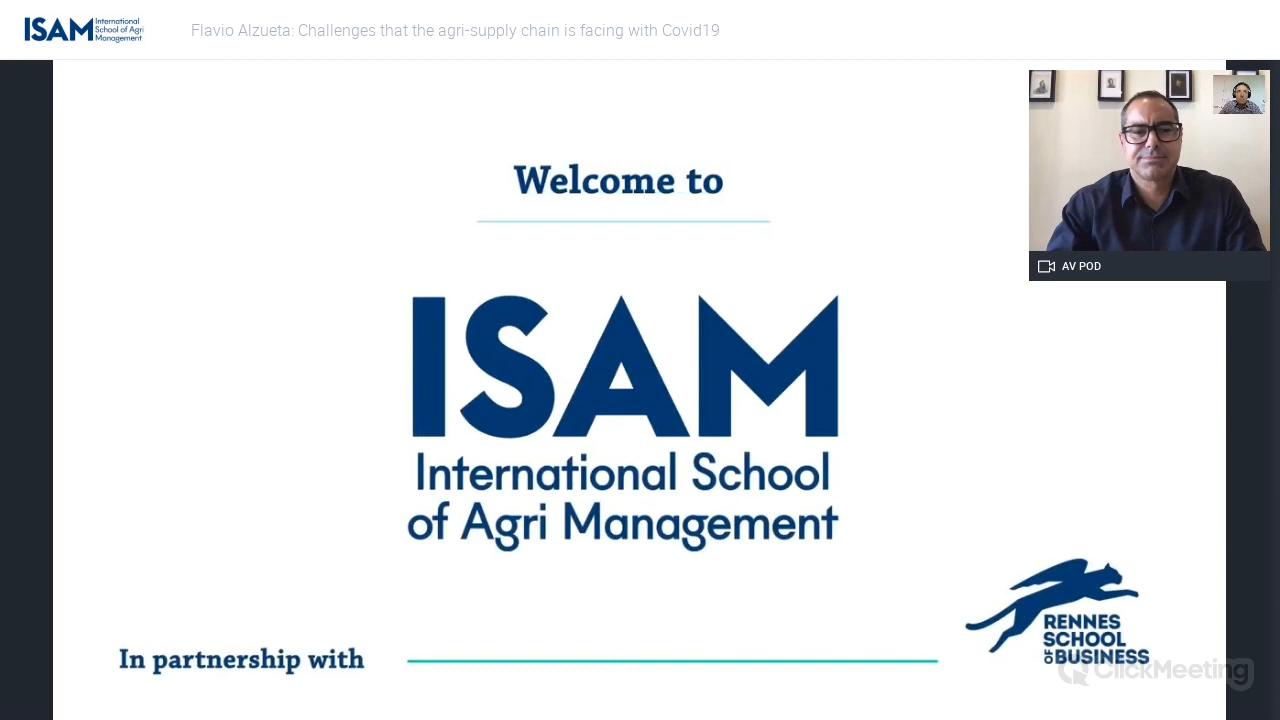 ISAM
International
School of Agri
Management
Flavio Alzueta: Challenges that the agri-supply chain is facing with Covid19
AV POD
Welcome to
ISAM
International School
of Agri Management
In partnership with
RENNES
SCHOOL
OF BUSINESS
ClickMeeting